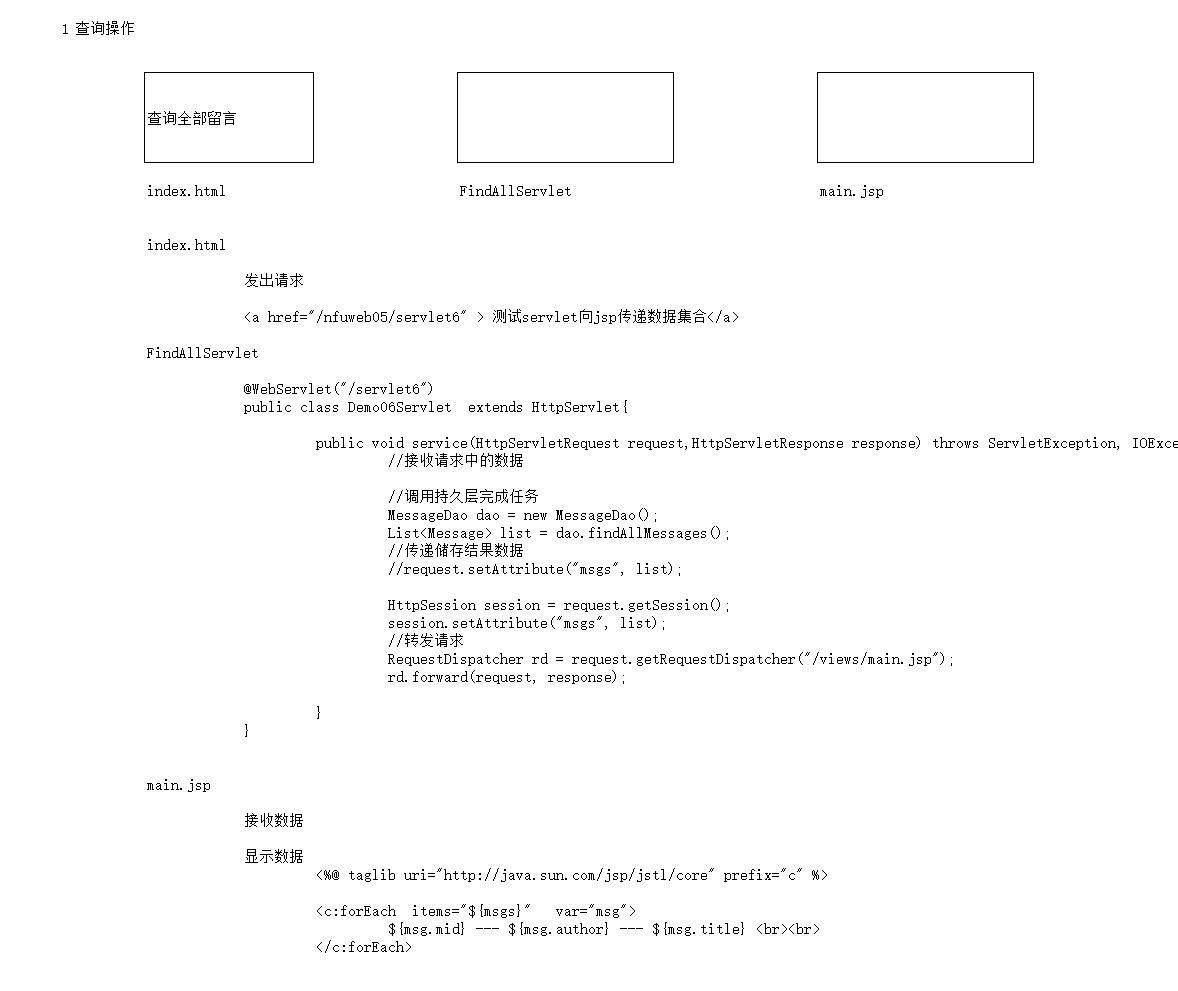 1 查询操作
查询全部留言
index.html FindAllServlet main.jsp
index.html
发出请求
<a href="/nfuweb05/servlet6" > 测试servlet向jsp传递数据集合</a>
FindAllServlet
@WebServlet("/servlet6")
public class Demo06Servlet  extends HttpServlet{
public void service(HttpServletRequest request,HttpServletResponse response) throws ServletException, IOExce
//接收请求中的数据
//调用持久层完成任务
MessageDao dao = new MessageDao();
List<Message> list = dao.findAllMessages();
//传递储存结果数据
//request.setAttribute("msgs", list);
HttpSession session = request.getSession();
session.setAttribute("msgs", list);
//转发请求
RequestDispatcher rd = request.getRequestDispatcher("/views/main.jsp");
rd.forward(request, response);
}
}
main.jsp
接收数据
显示数据
<%@ taglib uri="http://java.sun.com/jsp/jstl/core" prefix="c" %>
<c:forEach  items="${msgs}"   var="msg">
${msg.mid} --- ${msg.author} --- ${msg.title} <br><br>
</c:forEach>